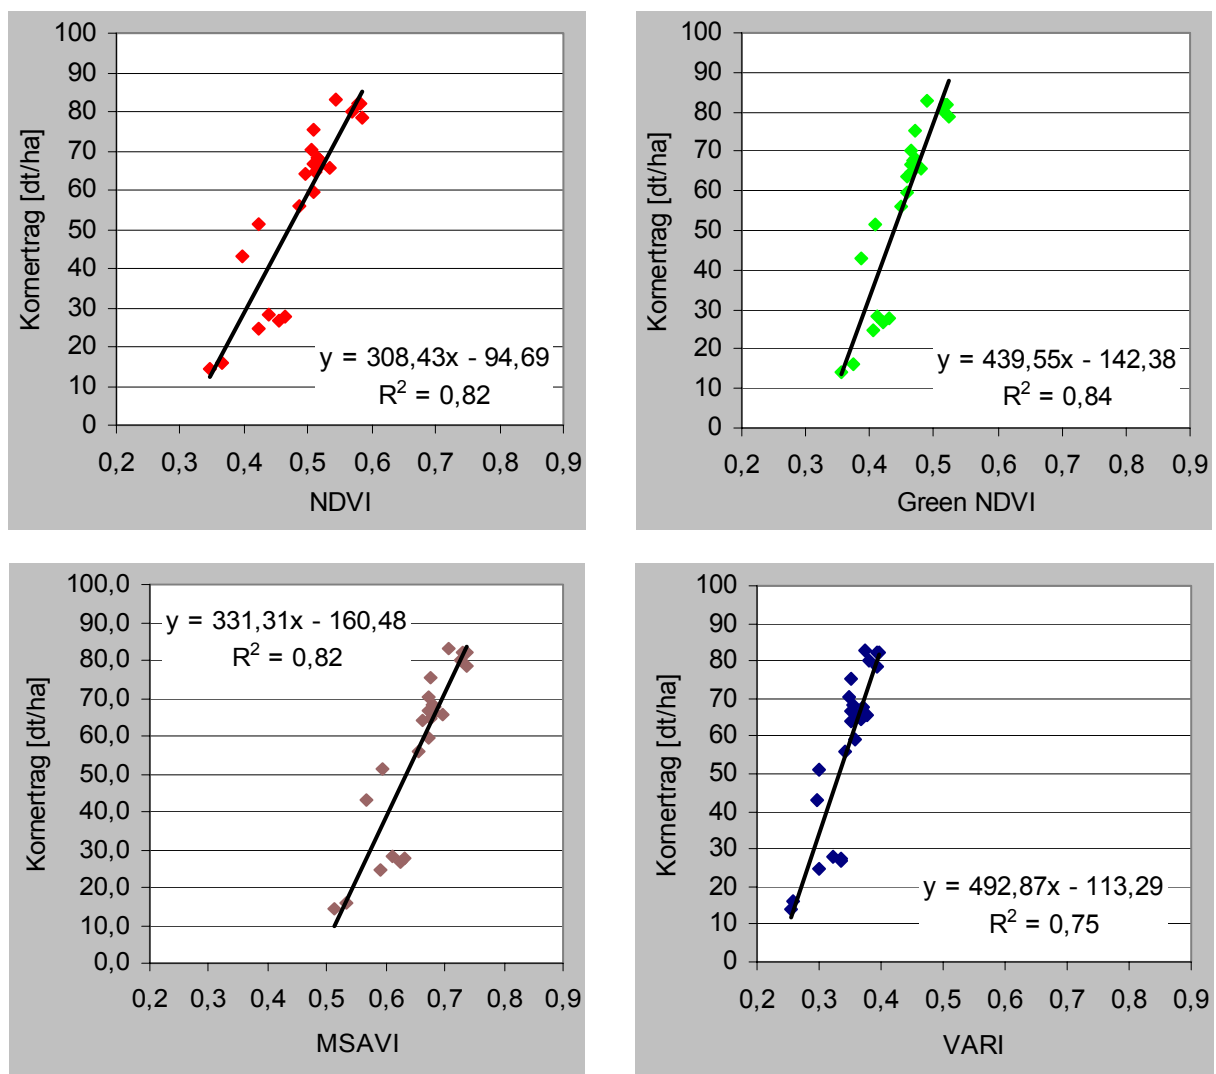 100
90
80
70
60
50
40
30
20
10
0
Kornertrag [dt/ha]
y = 308,43x - 94,69
R² = 0,82
0,2 0,3 0,4 0,5 0,6 0,7 0,8 0,9
NDVI
100
90
80
70
60
50
40
30
20
10
0
Kornertrag [dt/ha]
y = 439,55x - 142,38
R² = 0,84
0,2 0,3 0,4 0,5 0,6 0,7 0,8 0,9
Green NDVI
100,0
90,0
80,0
70,0
60,0
50,0
40,0
30,0
20,0
10,0
0,0
Kornertrag [dt/ha]
y = 331,31x - 160,48
R² = 0,82
0,2 0,3 0,4 0,5 0,6 0,7 0,8 0,9
MSAVI
100
90
80
70
60
50
40
30
20
10
0
Kornertrag [dt/ha]
y = 492,87x - 113,29
R² = 0,75
0,2 0,3 0,4 0,5 0,6 0,7 0,8 0,9
VARI